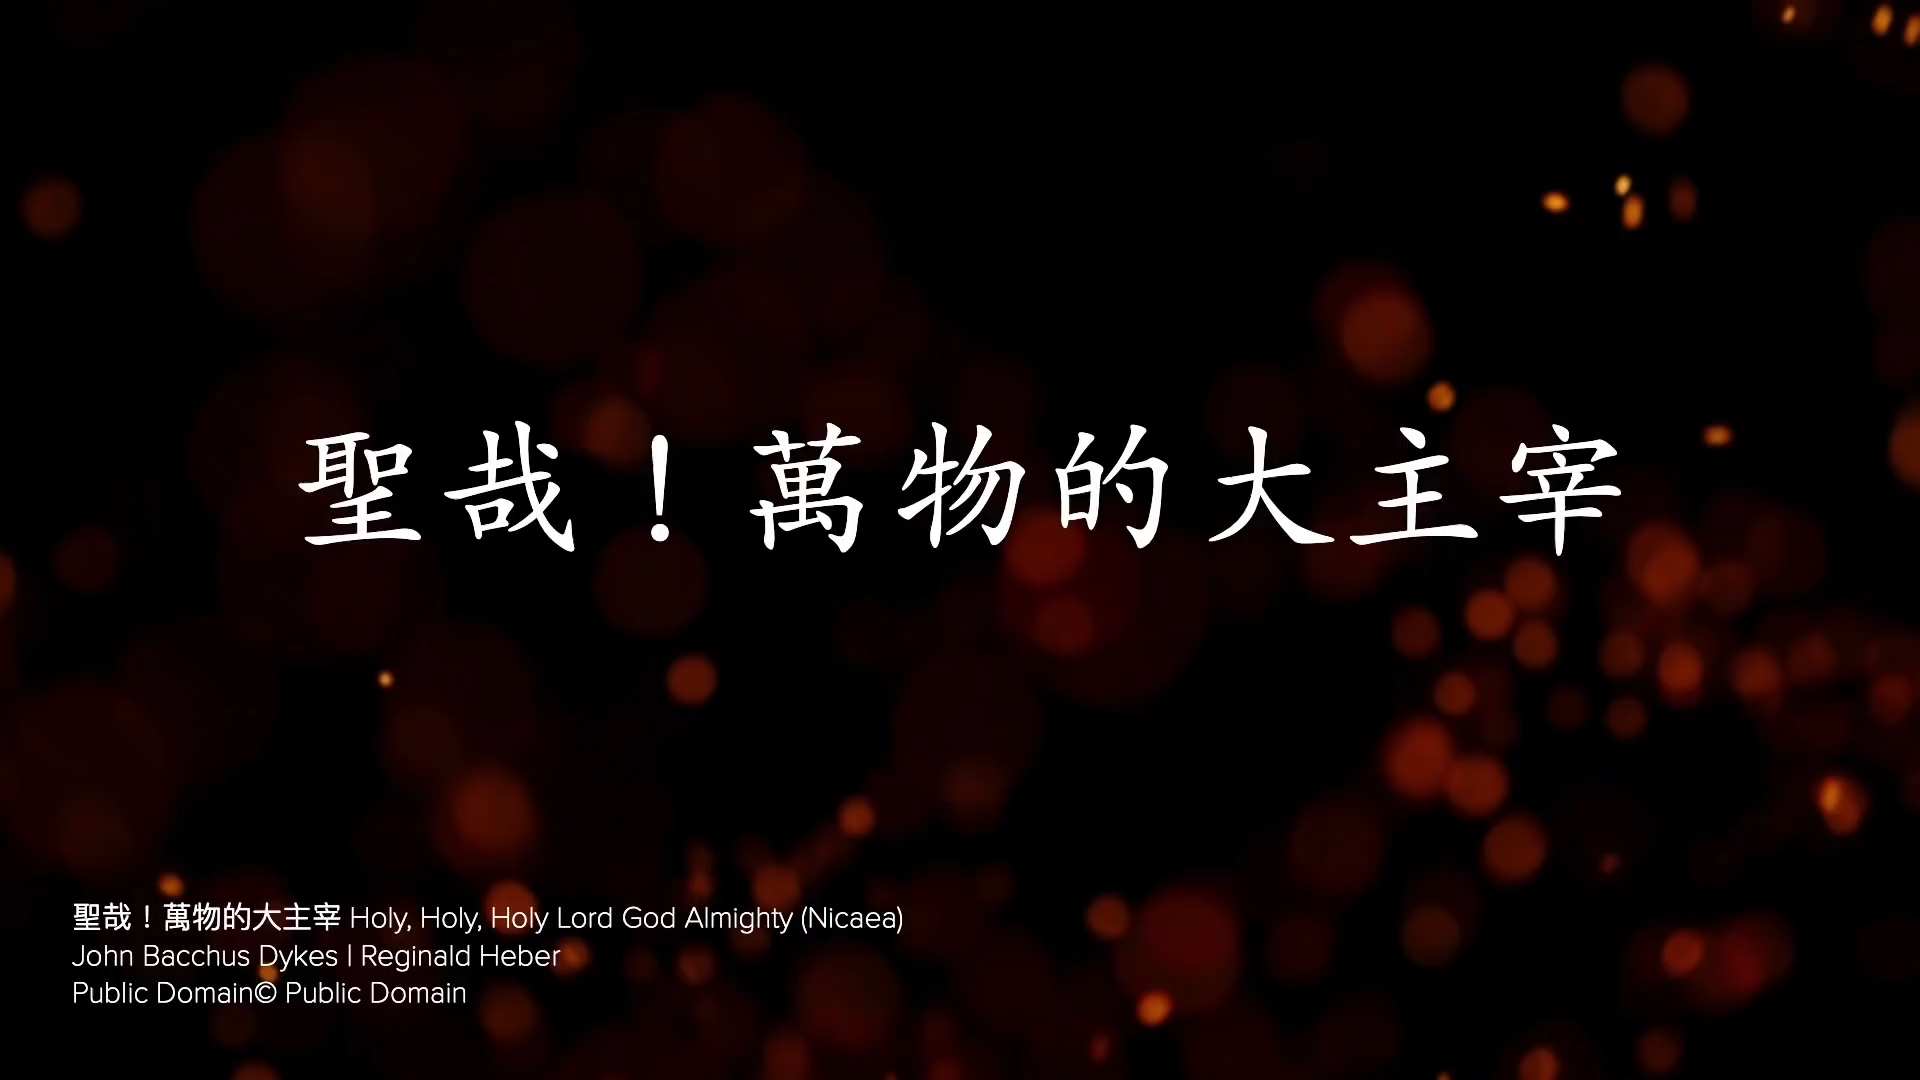 聖哉！萬物的大主宰
聖哉！萬物的大主宰 Holy, Holy, Holy Lord God Almighty (Nicaea)
John Bacchus Dykes | Reginald Heber
Public Domain© Public Domain